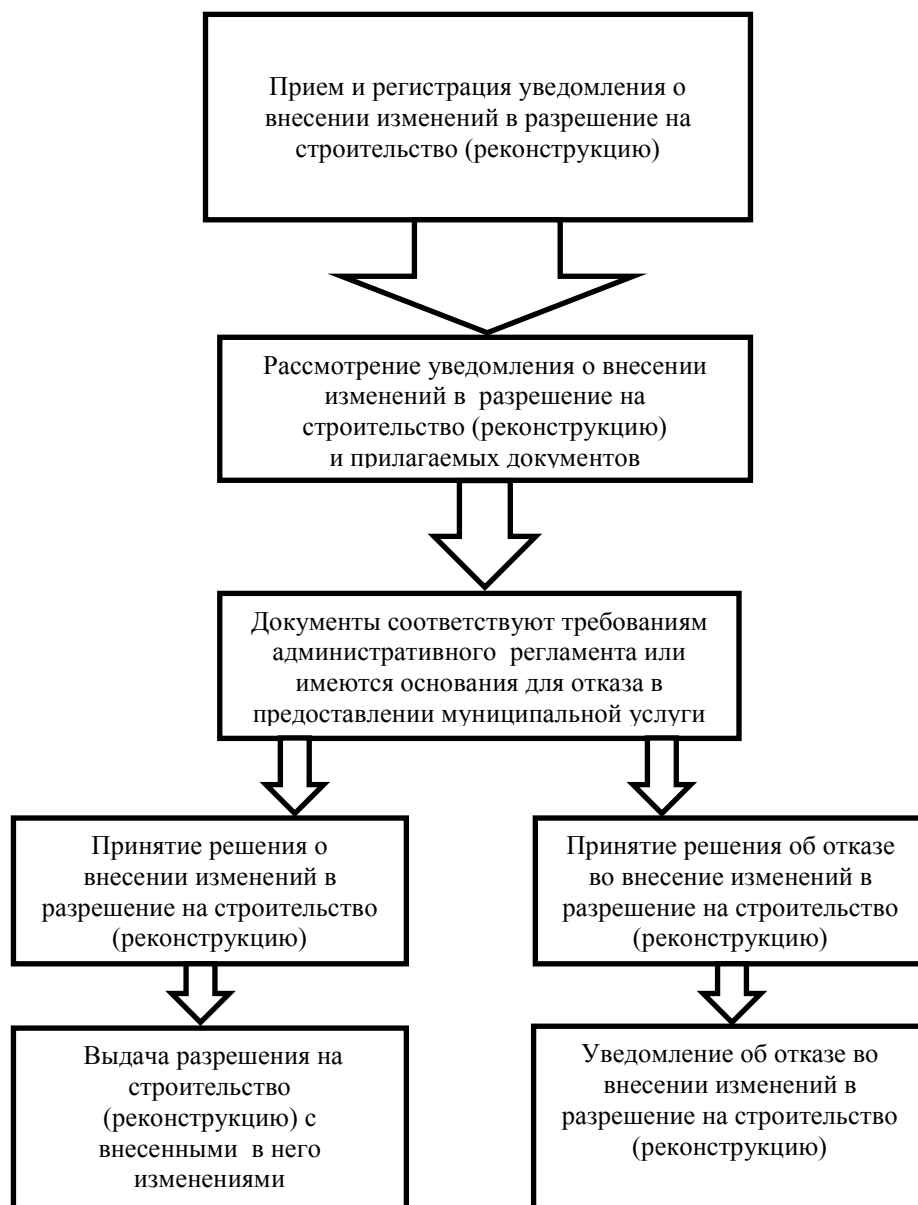 Прием и регистрация уведомления о
внесении изменений в разрешение на
строительство (реконструкцию)
Рассмотрение уведомления о внесении
изменений в разрешение на
строительство (реконструкцию)
и прилагаемых документов
Документы соответствуют требованиям
административного регламента или
имеются основания для отказа в
предоставлении муниципальной услуги
Принятие решения о
внесении изменений в
разрешение на строительство
(реконструкцию)
Принятие решения об отказе
во внесение изменений в
разрешение на строительство
(реконструкцию)
Выдача разрешения на
строительство
(реконструкцию) с
внесенными в него
изменениями
Уведомление об отказе во
внесении изменений в
разрешение на строительство
(реконструкцию)